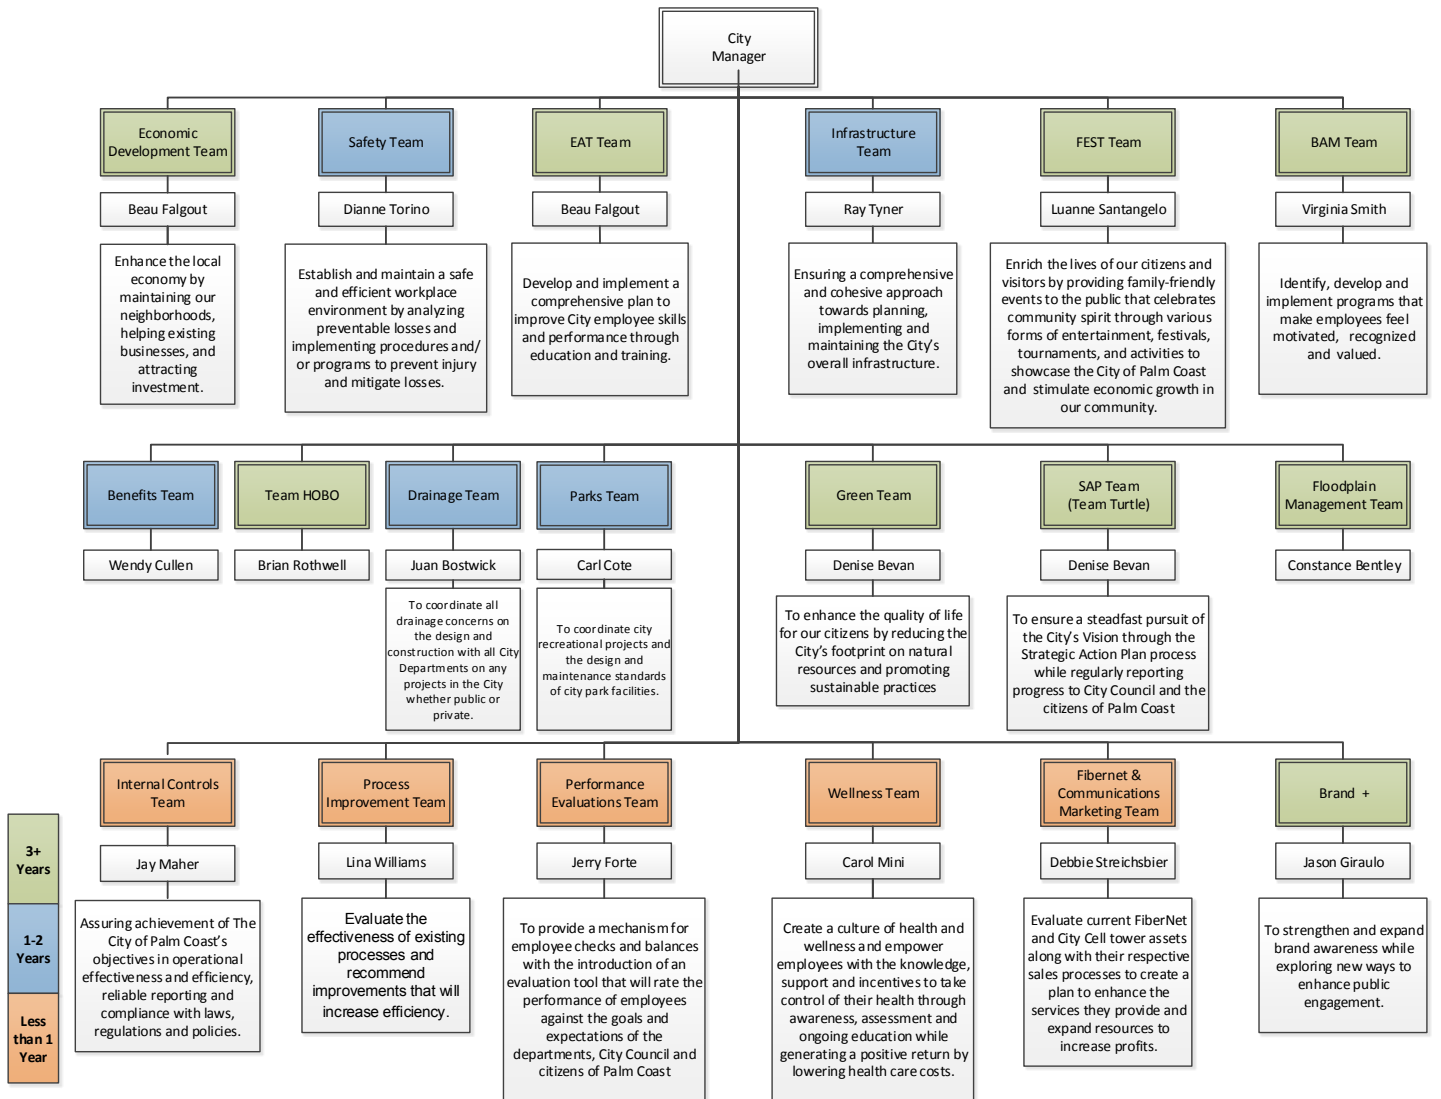 City
Manager
Economic
Development Team
Safety Team
EAT Team
Infrastructure
Team
FEST Team
BAM Team
Beau Falgout
Dianne Torino
Beau Falgout
Ray Tyner
Luanne Santangelo
Virginia Smith
Enhance the local
economy by
maintaining our
neighborhoods,
helping existing
businesses, and
attracting
investment.
Establish and maintain a safe
and efficient workplace
environment by analyzing
preventable losses and
implementing procedures and/
or programs to prevent injury
and mitigate losses.
Develop and implement a
comprehensive plan to
improve City employee skills
and performance through
education and training.
Ensuring a comprehensive
and cohesive approach
towards planning,
implementing and
maintaining the City's
overall infrastructure.
Enrich the lives of our citizens and
visitors by providing family-friendly
events to the public that celebrates
community spirit through various
forms of entertainment, festivals,
tournaments, and activities to
showcase the City of Palm Coast
and stimulate economic growth in
our community.
Identify, develop and
implement programs that
make employees feel
motivated, recognized
and valued.
Benefits Team
Team HOBO
Drainage Team
Parks Team
Green Team
SAP Team
(Team Turtle)
Floodplain
Management Team
Wendy Cullen
Brian Rothwell
Juan Bostwick
Carl Cote
Denise Bevan
Denise Bevan
Constance Bentley
To coordinate all
drainage concerns on
the design and
construction with all City
Departments on any
projects in the City
whether public or
private.
To coordinate city
recreational projects and
the design and
maintenance standards
of city park facilities.
To enhance the quality of life
for our citizens by reducing the
City's footprint on natural
resources and promoting
sustainable practices
To ensure a steadfast pursuit of
the City's Vision through the
Strategic Action Plan process
while regularly reporting
progress to City Council and the
citizens of Palm Coast
Internal Controls
Team
Process
Improvement Team
Performance
Evaluations Team
Wellness Team
Fibernet &
Communications
Marketing Team
Brand +
Jay Maher
Lina Williams
Jerry Forte
Carol Mini
Debbie Streichsbier
Jason Giraulo
Assuring achievement of The
City of Palm Coast's
objectives in operational
effectiveness and efficiency,
reliable reporting and
compliance with laws,
regulations and policies.
Evaluate the
effectiveness of existing
processes and
recommend
improvements that will
increase efficiency.
To provide a mechanism for
employee checks and balances
with the introduction of an
evaluation tool that will rate the
performance of employees
against the goals and
expectations of the
departments, City Council and
citizens of Palm Coast
Create a culture of health and
wellness and empower
employees with the knowledge,
support and incentives to take
control of their health through
awareness, assessment and
ongoing education while
generating a positive return by
lowering health care costs.
Evaluate current FiberNet
and City Cell tower assets
along with their respective
sales processes to create a
plan to enhance the
services they provide and
expand resources to
increase profits.
To strengthen and expand
brand awareness while
exploring new ways to
enhance public
engagement.
3+
Years
1-2
Years
Less
than 1
Year